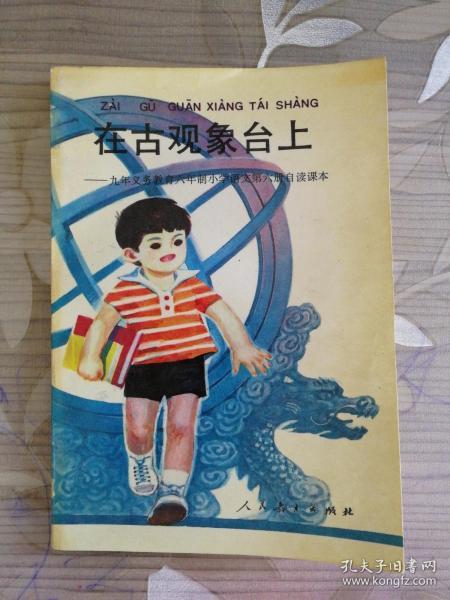 ZÀI GǓ GUĀN XIÀNG TÁI SHÀNG
在古观象台上
——九年义务教育六年制小学语文第六册自读课本
人民教育出版社
孔夫子旧书网
www.kongfz.com